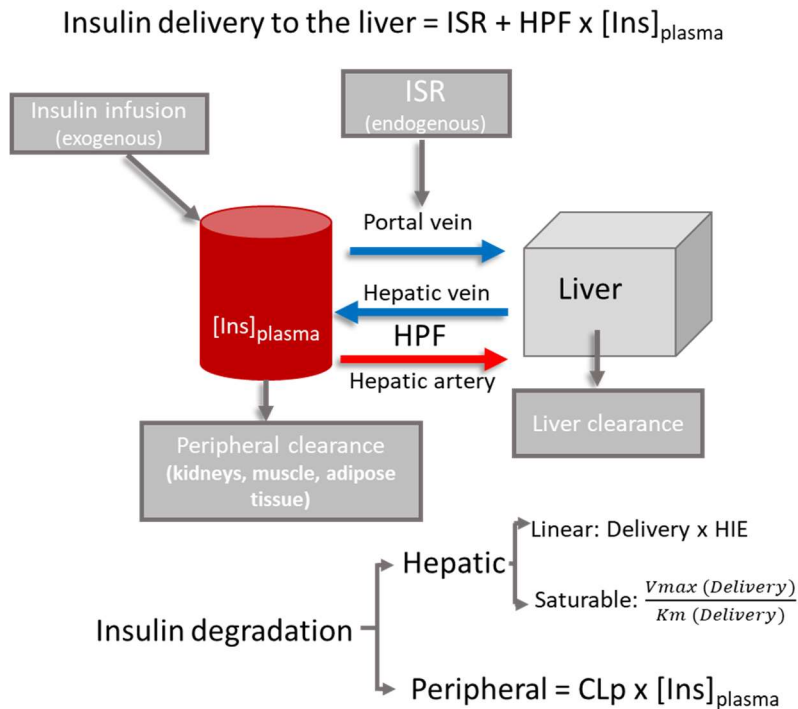 Insulin delivery to the liver = ISR + HPF x [Ins]plasma
Insulin infusion
(exogenous)
ISR
(endogenous)
Portal vein
Hepatic vein
HPF
Hepatic artery
[Ins]plasma
Liver
Peripheral clearance
(kidneys, muscle, adipose
tissue)
Liver clearance
Insulin degradation
Hepatic
Linear: Delivery x HIE
Saturable: Vmax (Delivery)
Km (Delivery)
Peripheral = CLp x [Ins]plasma